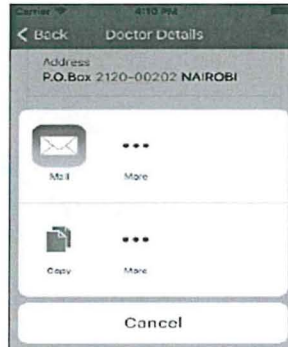 Carrier 4:10 PM
< Back Doctor Details
Address
P.O.Box 2120-00202 NAIROBI
Mail More
Copy More
Cancel